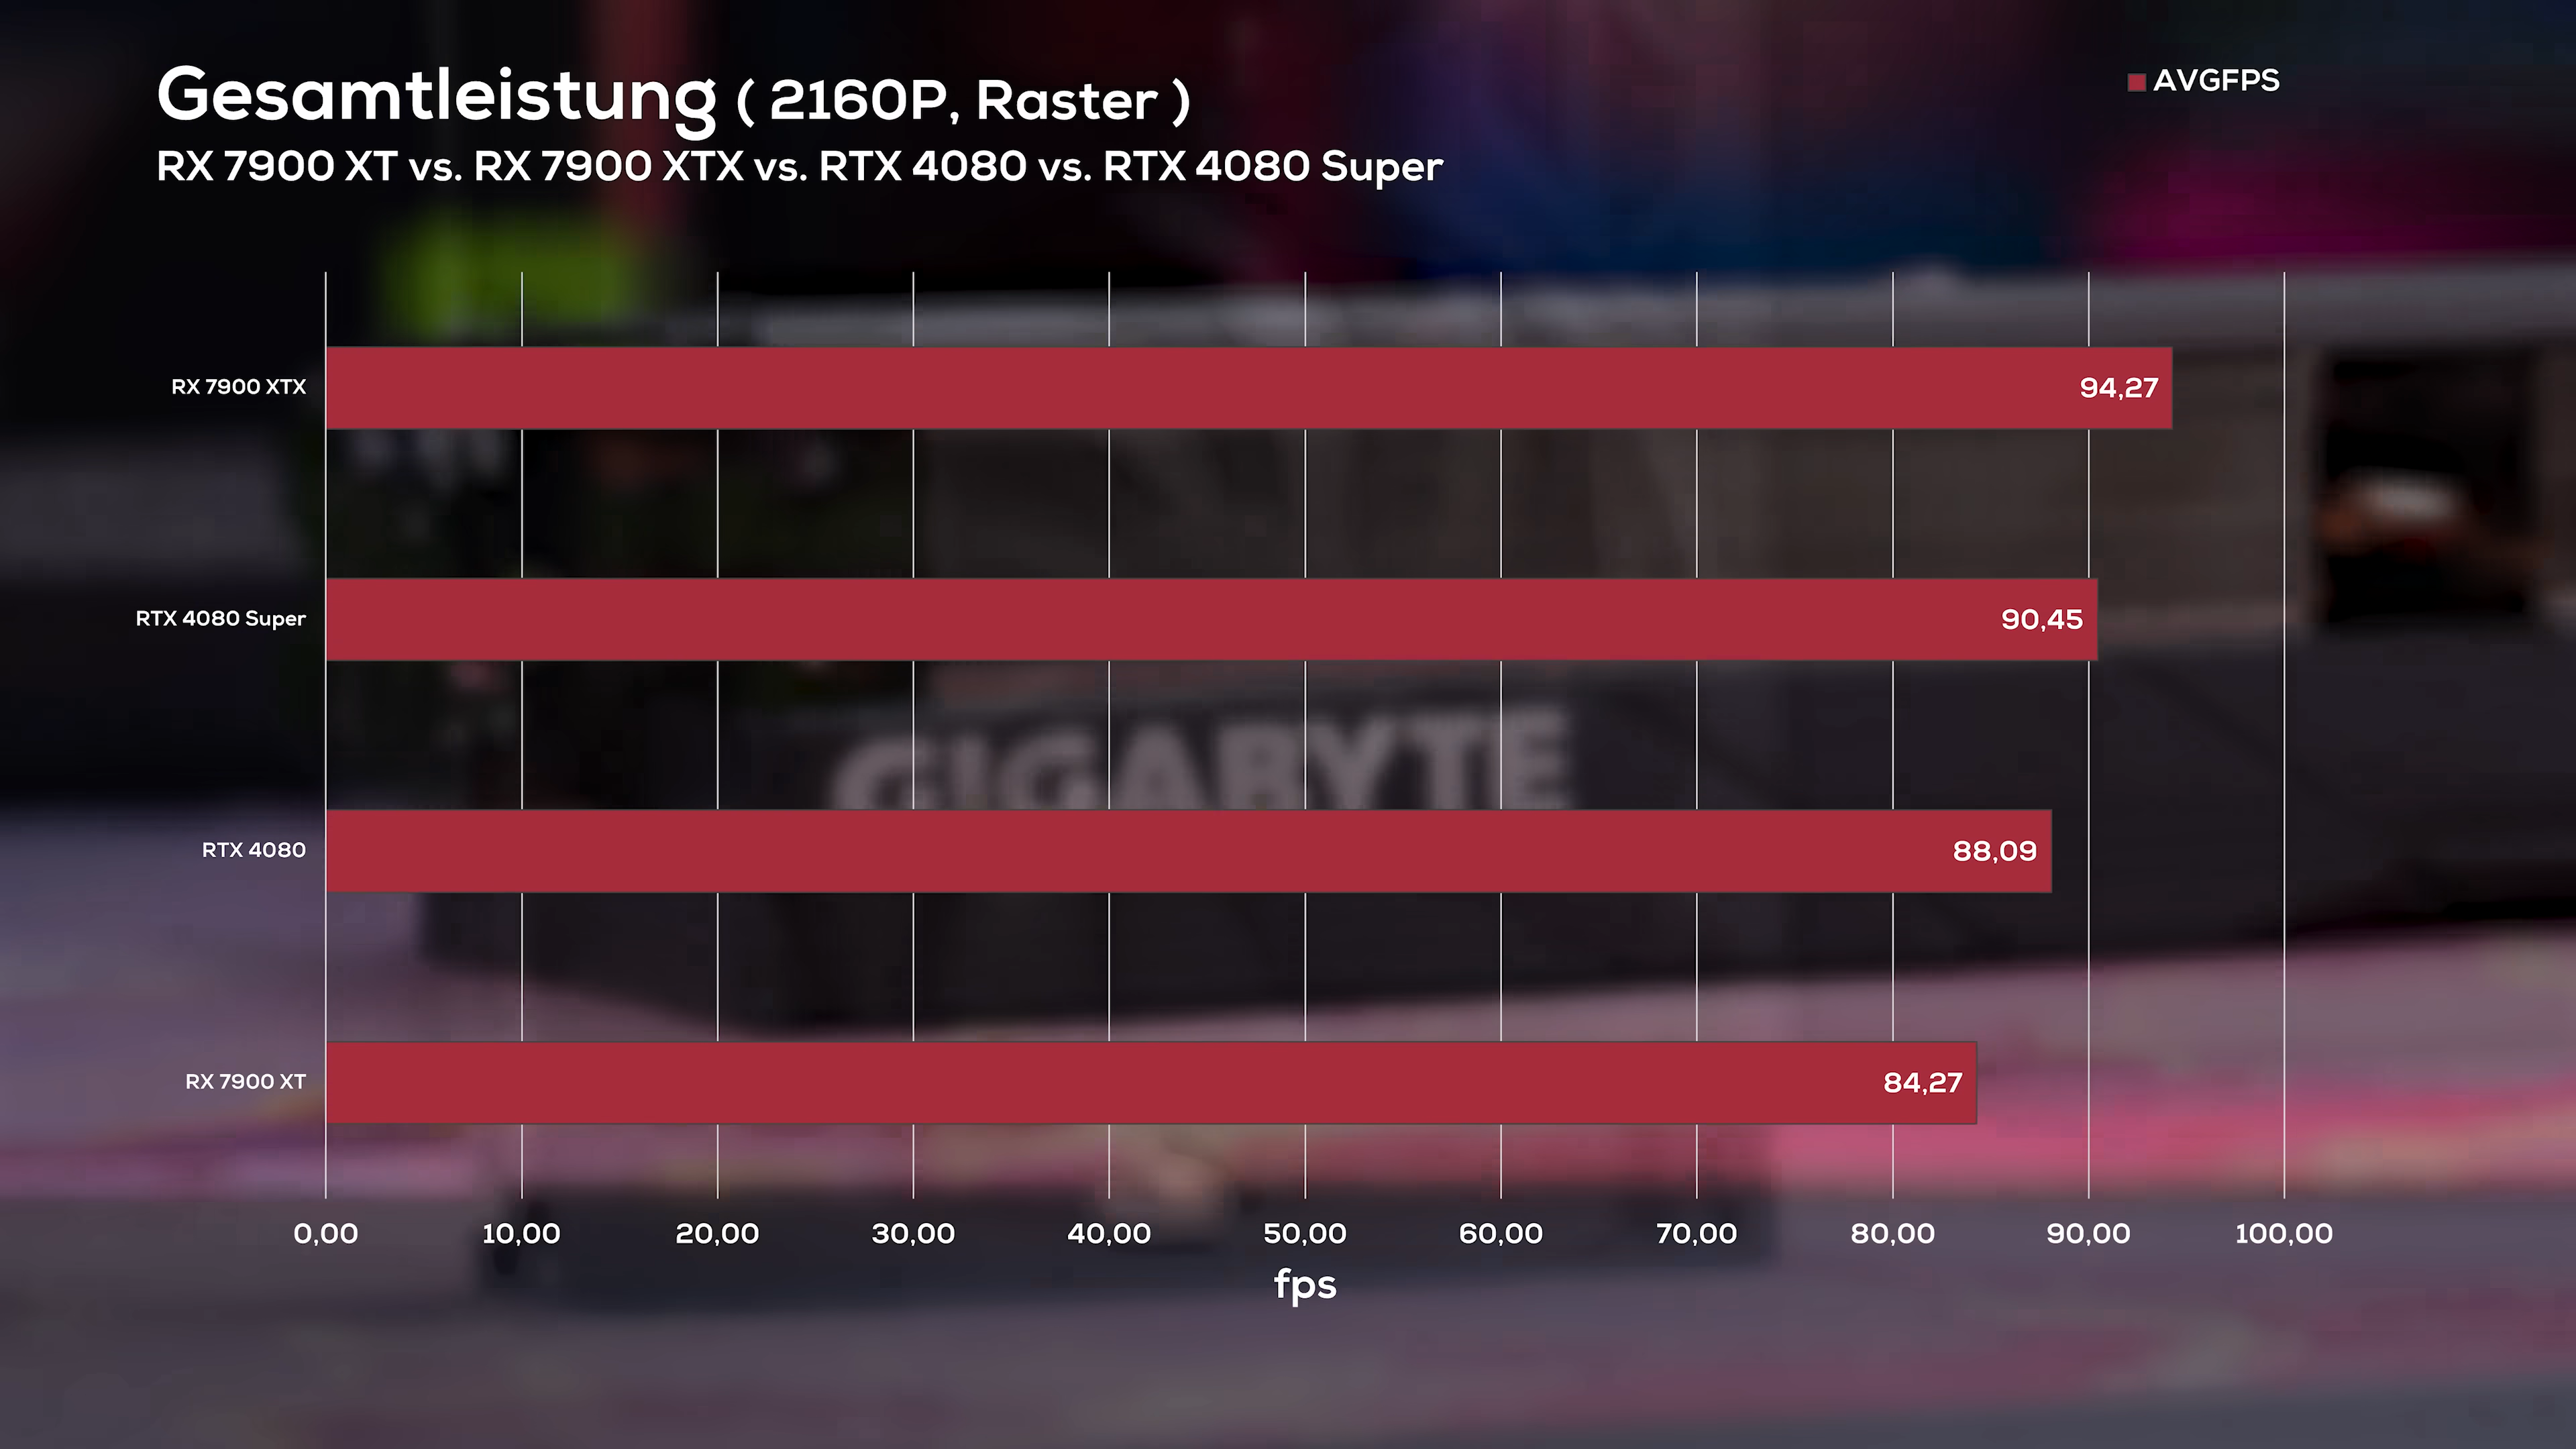 Gesamtleistung ( 2160P, Raster )
AVGFPS
RX 7900 XT vs. RX 7900 XTX vs. RTX 4080 vs. RTX 4080 Super
RX 7900 XTX
94,27
RTX 4080 Super
90,45
GIGABYTE
RTX 4080
88,09
RX 7900 XT
84,27
0,00 10,00 20,00 30,00 40,00 50,00 60,00 70,00 80,00 90,00 100,00
fps